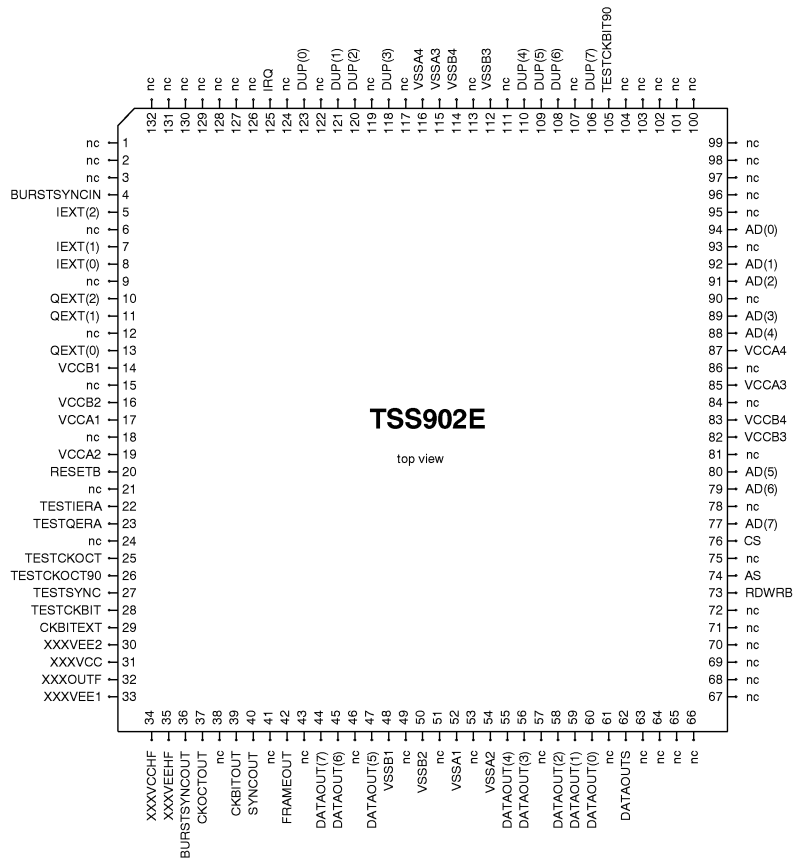 nc nc nc nc nc nc nc IRQ nc DUP(0) nc DUP(1) DUP(2) nc DUP(3) nc VSSA4 VSSA3 VSSB4 nc VSSB3 nc DUP(4) DUP(5) DUP(6) nc DUP(7) TESTCKBIT90 nc nc nc nc nc
132 131 130 129 128 127 126 125 124 123 122 121 120 119 118 117 116 115 114 113 112 111 110 109 108 107 106 105 104 103 102 101 100
nc 1 99 nc
nc 2 98 nc
nc 3 97 nc
BURSTSYNCIN 4 96 nc
IEXT(2) 5 95 nc
nc 6 94 AD(0)
IEXT(1) 7 93 nc
IEXT(0) 8 92 AD(1)
nc 9 91 AD(2)
QEXT(2) 10 90 nc
QEXT(1) 11 89 AD(3)
nc 12 88 AD(4)
QEXT(0) 13 87 VCCA4
VCCB1 14 86 nc
nc 15 85 VCCA3
VCCB2 16 84 nc
VCCA1 17 83 VCCB4
TSS902E
nc 18 82 VCCB3
VCCA2 19 81 nc
top view
RESETB 20 80 AD(5)
nc 21 79 AD(6)
TESTIERA 22 78 nc
TESTQERA 23 77 AD(7)
nc 24 76 CS
TESTCKOCT 25 75 nc
TESTCKOCT90 26 74 AS
TESTSYNC 27 73 RDWRB
TESTCKBIT 28 72 nc
CKBITEXT 29 71 nc
XXXVEE2 30 70 nc
XXXVCC 31 69 nc
XXXOUTF 32 68 nc
XXXVEE1 33 67 nc
34 35 36 37 38 39 40 41 42 43 44 45 46 47 48 49 50 51 52 53 54 55 56 57 58 59 60 61 62 63 64 65 66
XXXVCCHF XXXVEEHF BURSTSYNCOUT CKOCTOUT nc CKBITOUT SYNCOUT nc FRAMEOUT nc DATAOUT(7) DATAOUT(6) nc DATAOUT(5) VSSB1 nc VSSB2 nc VSSA1 nc VSSA2 DATAOUT(4) DATAOUT(3) nc DATAOUT(2) DATAOUT(1) DATAOUT(0) nc DATAOUTS nc nc nc nc